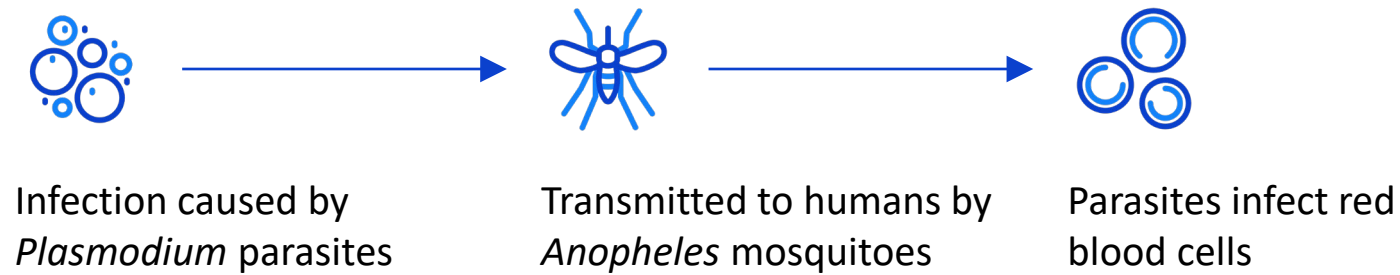 Infection caused by
Plasmodium parasites
Transmitted to humans by
Anopheles mosquitoes
Parasites infect red
blood cells